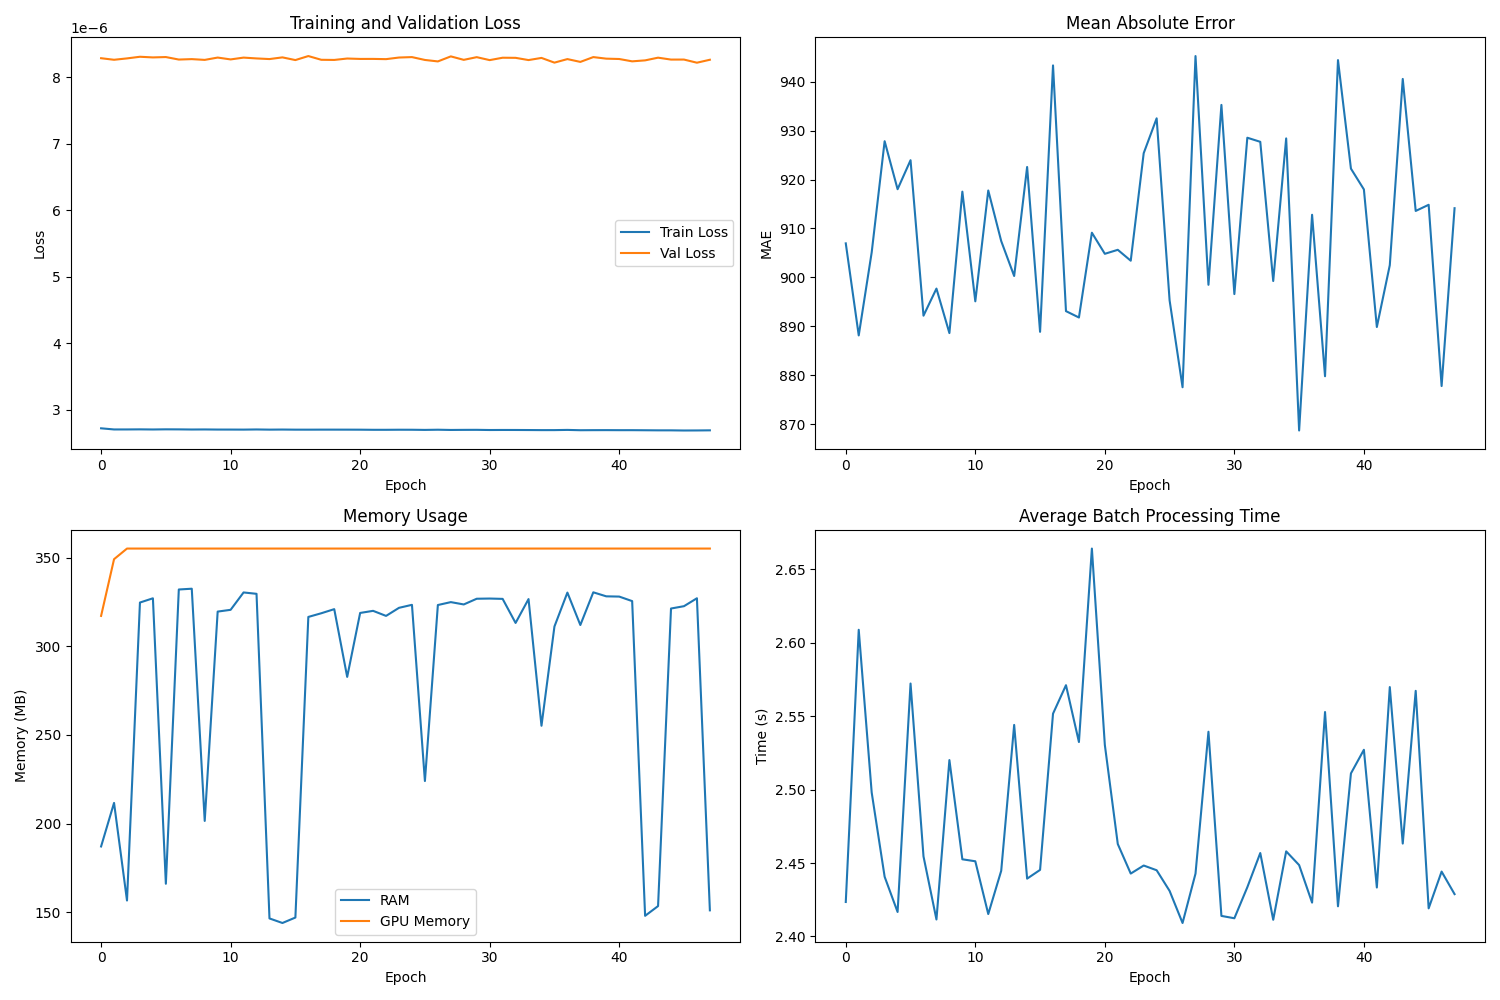 Training and Validation Loss
1e−6
8
7
6
5
4
3
Loss
Train Loss
Val Loss
0 10 20 30 40
Epoch
Mean Absolute Error
940
930
920
910
900
890
880
870
MAE
0 10 20 30 40
Epoch
Memory Usage
350
300
250
200
150
Memory (MB)
RAM
GPU Memory
0 10 20 30 40
Epoch
Average Batch Processing Time
2.65
2.60
2.55
2.50
2.45
2.40
Time (s)
0 10 20 30 40
Epoch